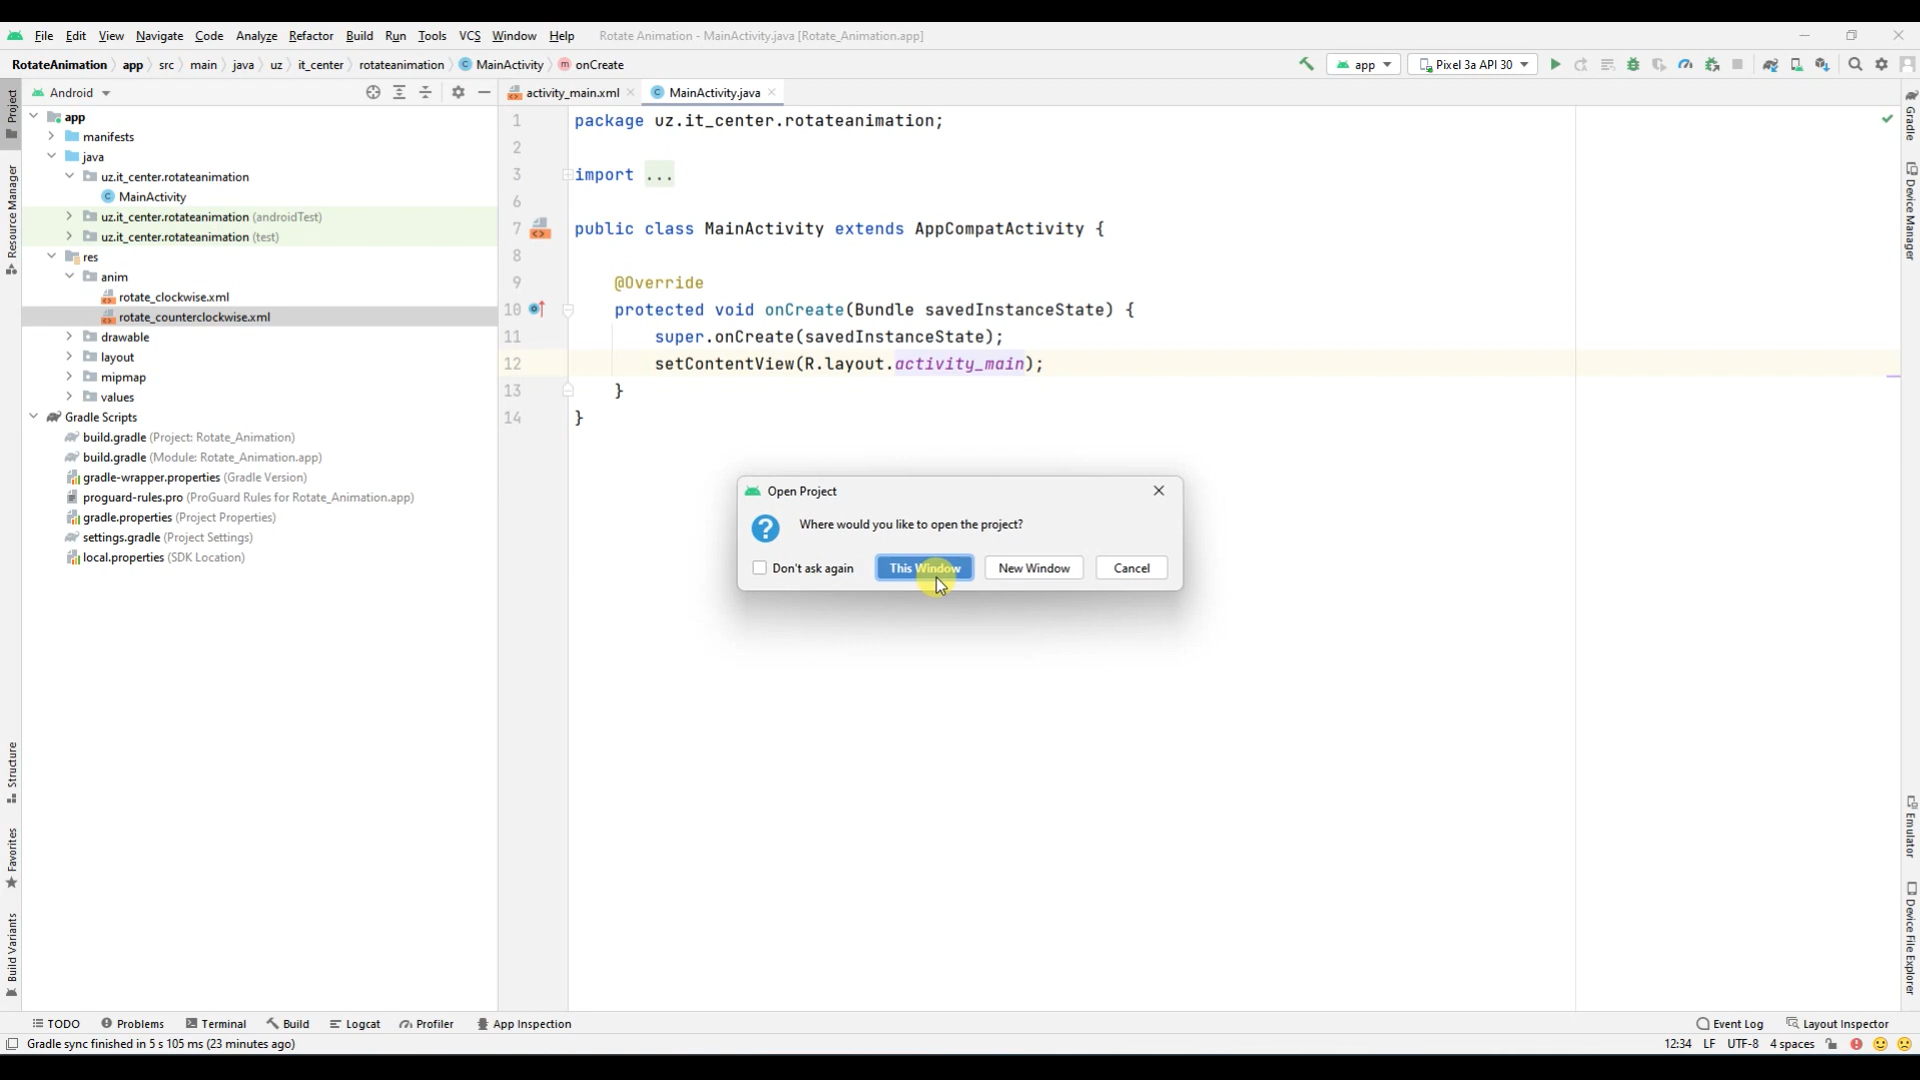 File Edit View Navigate Code Analyze Refactor Build Run Tools VCS Window Help Rotate Animation - MainActivity.java [Rotate_Animation.app]
RotateAnimation app src main java uz it_center rotateanimation MainActivity onCreate app Pixel 3a API 30
Android
activity_main.xml MainActivity.java
Project
Resource Manager
Structure
Favorites
Build Variants
app
manifests
java
uz.it_center.rotateanimation
MainActivity
uz.it_center.rotateanimation (androidTest)
uz.it_center.rotateanimation (test)
res
anim
rotate_clockwise.xml
rotate_counterclockwise.xml
drawable
layout
mipmap
values
Gradle Scripts
build.gradle (Project: Rotate_Animation)
build.gradle (Module: Rotate_Animation.app)
gradle-wrapper.properties (Gradle Version)
proguard-rules.pro (ProGuard Rules for Rotate_Animation.app)
gradle.properties (Project Properties)
settings.gradle (Project Settings)
local.properties (SDK Location)
1 package uz.it_center.rotateanimation;
2
3 import ...
6
7 public class MainActivity extends AppCompatActivity {
8
9 @Override
10 protected void onCreate(Bundle savedInstanceState) {
11 super.onCreate(savedInstanceState);
12 setContentView(R.layout.activity_main);
13 }
14 }
Open Project
Where would you like to open the project?
Don't ask again This Window New Window Cancel
Gradle
Device Manager
Emulator
Device File Explorer
TODO Problems Terminal Build Logcat Profiler App Inspection Event Log Layout Inspector
Gradle sync finished in 5 s 105 ms (23 minutes ago) 12:34 LF UTF-8 4 spaces